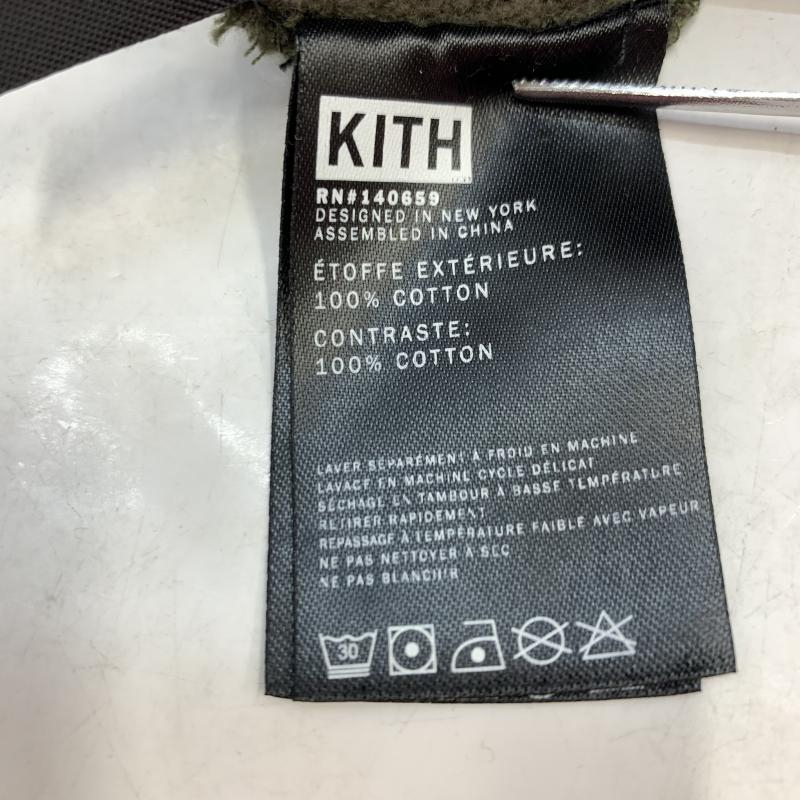 KITH
RN#140659
DESIGNED IN NEW YORK
ASSEMBLED IN CHINA
ÉTOFFE EXTÉRIEURE:
100% COTTON
CONTRASTE:
100% COTTON
LAVER SÉPARÉMENT À FROID EN MACHINE
LAVAGE EN MACHINE CYCLE DÉLICAT
SÉCHAGE EN TAMBOUR À BASSE TEMPÉRATURE
RETIRER RAPIDEMENT
REPASSAGE À TEMPÉRATURE FAIBLE AVEC VAPEUR
NE PAS NETTOYER À SEC
NE PAS BLANCHIR
30